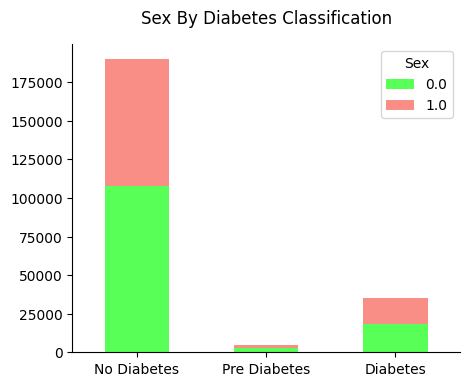 Sex By Diabetes Classification
Sex
0.0
1.0
175000
150000
125000
100000
75000
50000
25000
0
No Diabetes
Pre Diabetes
Diabetes